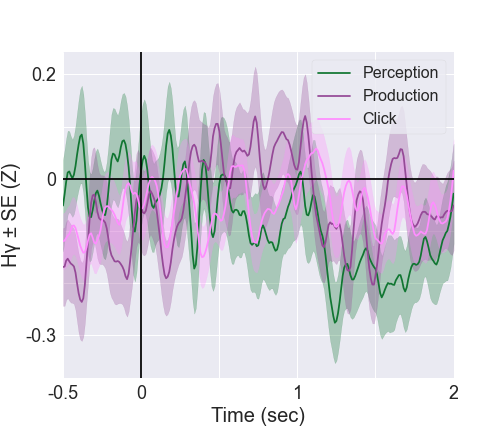 Perception
Production
Click
0.2
0
-0.3
Hγ ± SE (Z)
-0.5
0
1
2
Time (sec)